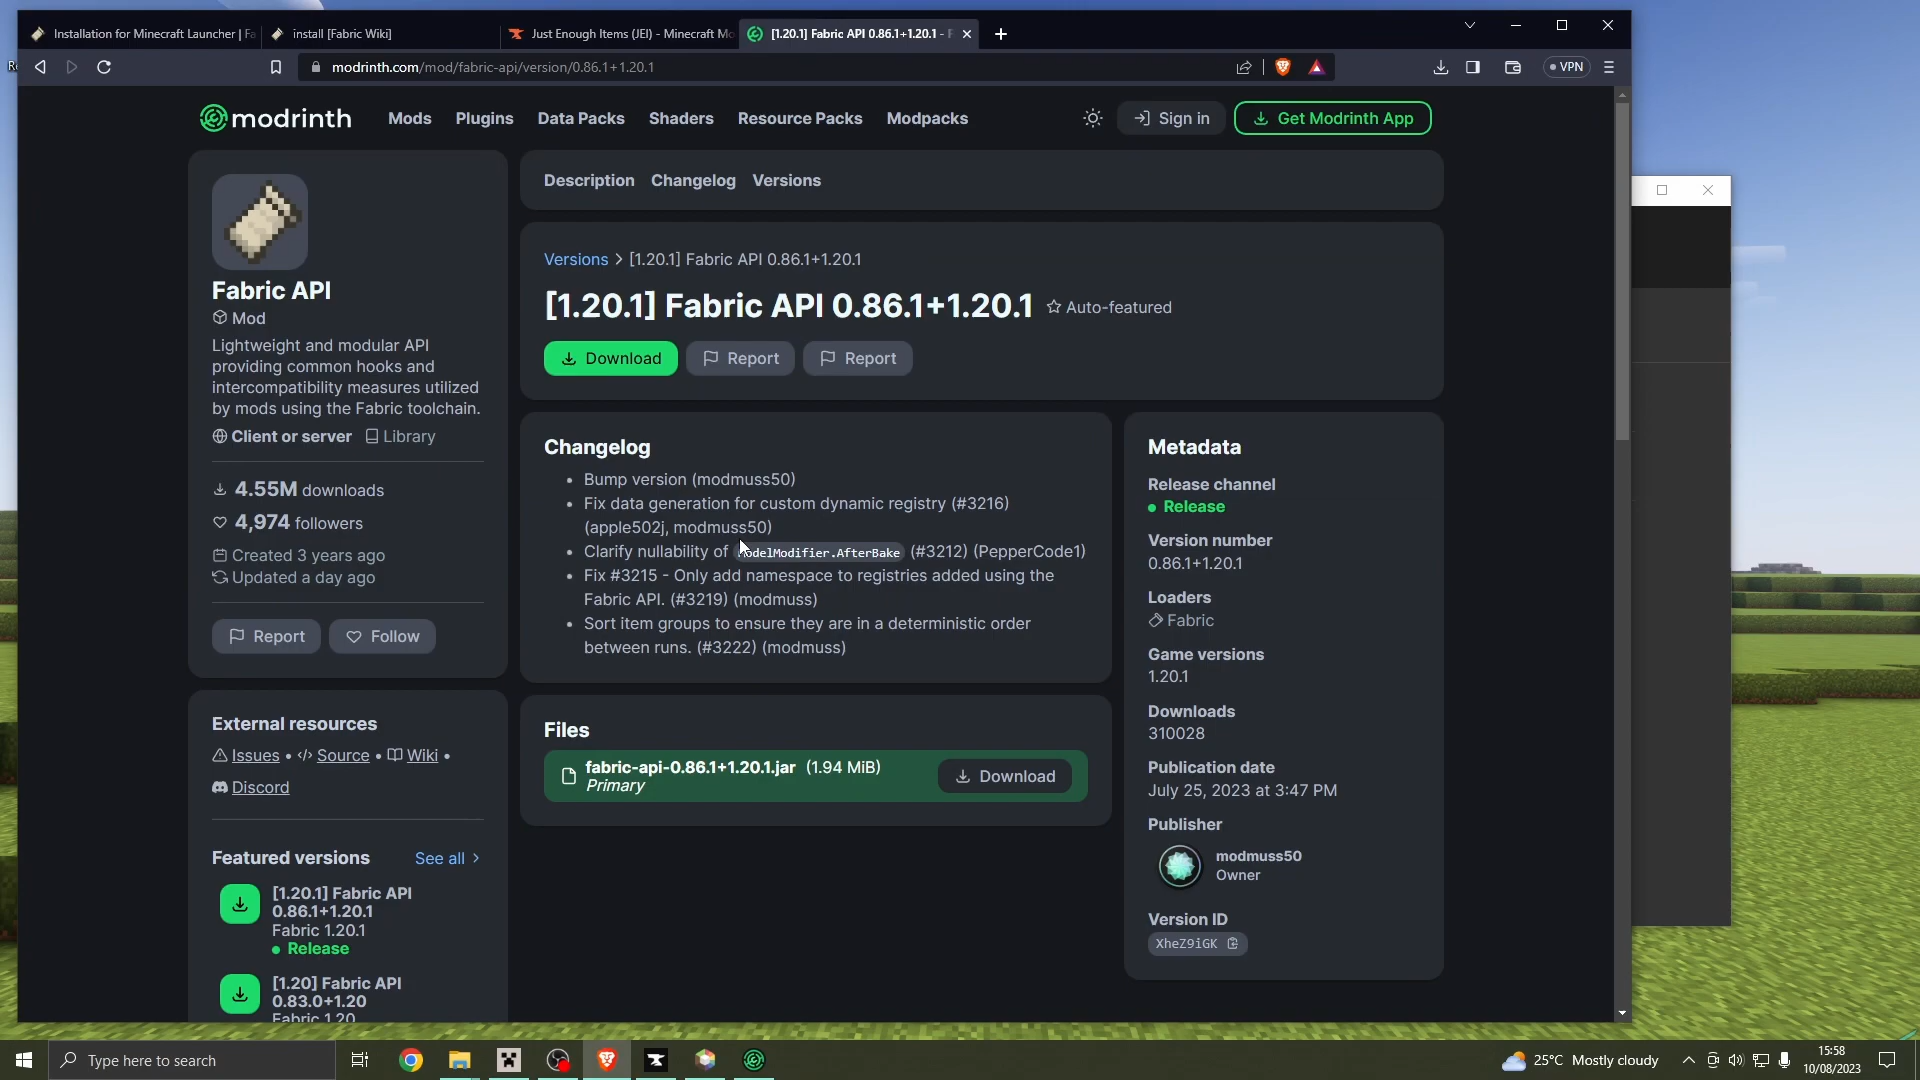 Installation for Minecraft Launcher | Fa
install [Fabric Wiki]
Just Enough Items (JEI) - Minecraft Mo
[1.20.1] Fabric API 0.86.1+1.20.1 - F
modrinth.com/mod/fabric-api/version/0.86.1+1.20.1
VPN
modrinth
Mods
Plugins
Data Packs
Shaders
Resource Packs
Modpacks
Sign in
Get Modrinth App
Fabric API
Mod
Lightweight and modular API
providing common hooks and
intercompatibility measures utilized
by mods using the Fabric toolchain.
Client or server
Library
4.55M downloads
4,974 followers
Created 3 years ago
Updated a day ago
Report
Follow
External resources
Issues • Source • Wiki •
Discord
Featured versions
See all
[1.20.1] Fabric API
0.86.1+1.20.1
Fabric 1.20.1
Release
[1.20] Fabric API
0.83.0+1.20
Fabric 1.20
Description
Changelog
Versions
Versions > [1.20.1] Fabric API 0.86.1+1.20.1
[1.20.1] Fabric API 0.86.1+1.20.1
Auto-featured
Download
Report
Report
Changelog
• Bump version (modmuss50)
• Fix data generation for custom dynamic registry (#3216)
(apple502j, modmuss50)
• Clarify nullability of delModifier.AfterBake (#3212) (PepperCode1)
• Fix #3215 - Only add namespace to registries added using the
Fabric API. (#3219) (modmuss)
• Sort item groups to ensure they are in a deterministic order
between runs. (#3222) (modmuss)
Files
fabric-api-0.86.1+1.20.1.jar (1.94 MiB)
Primary
Download
Metadata
Release channel
Release
Version number
0.86.1+1.20.1
Loaders
Fabric
Game versions
1.20.1
Downloads
310028
Publication date
July 25, 2023 at 3:47 PM
Publisher
modmuss50
Owner
Version ID
XheZ9iGK
Type here to search
25°C Mostly cloudy
15:58
10/08/2023